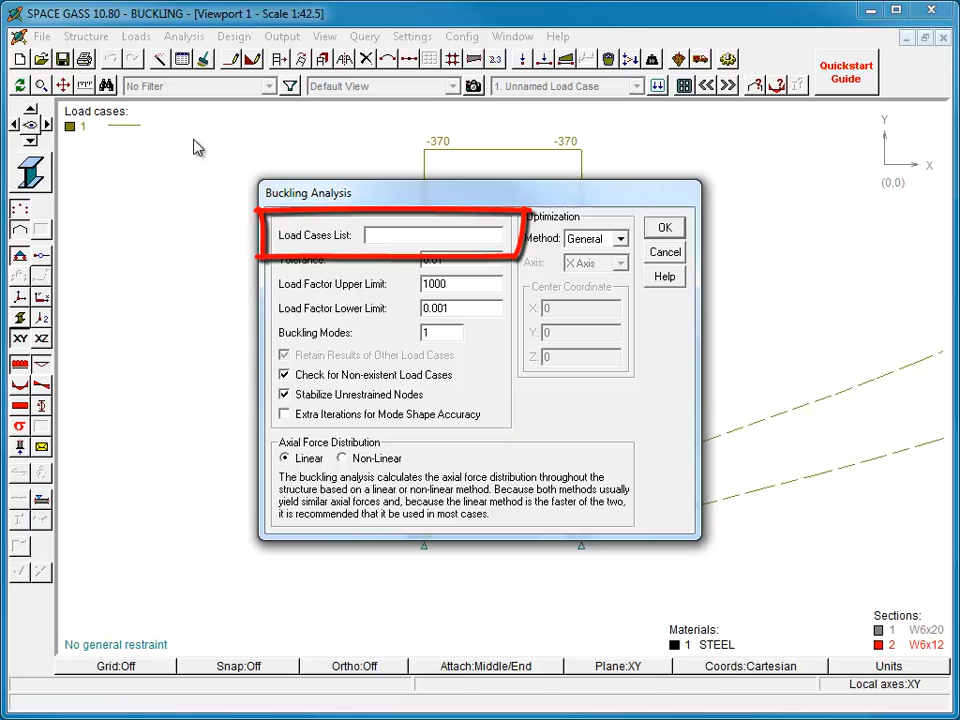 SPACE GASS 10.80 - BUCKLING - [Viewport 1 - Scale 1:42.5]
File Structure Loads Analysis Design Output View Query Settings Config Window Help
2.3
No Filter Default View 1. Unnamed Load Case
Quickstart
Guide
Load cases:
1
-370 -370
Y
X
(0,0)
XY XZ
Buckling Analysis
Load Cases List:
Tolerance: 0.01
Load Factor Upper Limit: 1000
Load Factor Lower Limit: 0.001
Buckling Modes: 1
Retain Results of Other Load Cases
Check for Non-existent Load Cases
Stabilize Unrestrained Nodes
Extra Iterations for Mode Shape Accuracy
Optimization
Method: General
Axis: X Axis
Center Coordinate
X: 0
Y: 0
Z: 0
OK
Cancel
Help
Axial Force Distribution
Linear Non-Linear
The buckling analysis calculates the axial force distribution throughout the
structure based on a linear or non-linear method. Because both methods usually
yield similar axial forces and, because the linear method is the faster of the two,
it is recommended that it be used in most cases.
No general restraint
Materials:
1 STEEL
Sections:
1 W6x20
2 W6x12
Grid:Off Snap:Off Ortho:Off Attach:Middle/End Plane:XY Coords:Cartesian Units
Local axes:XY